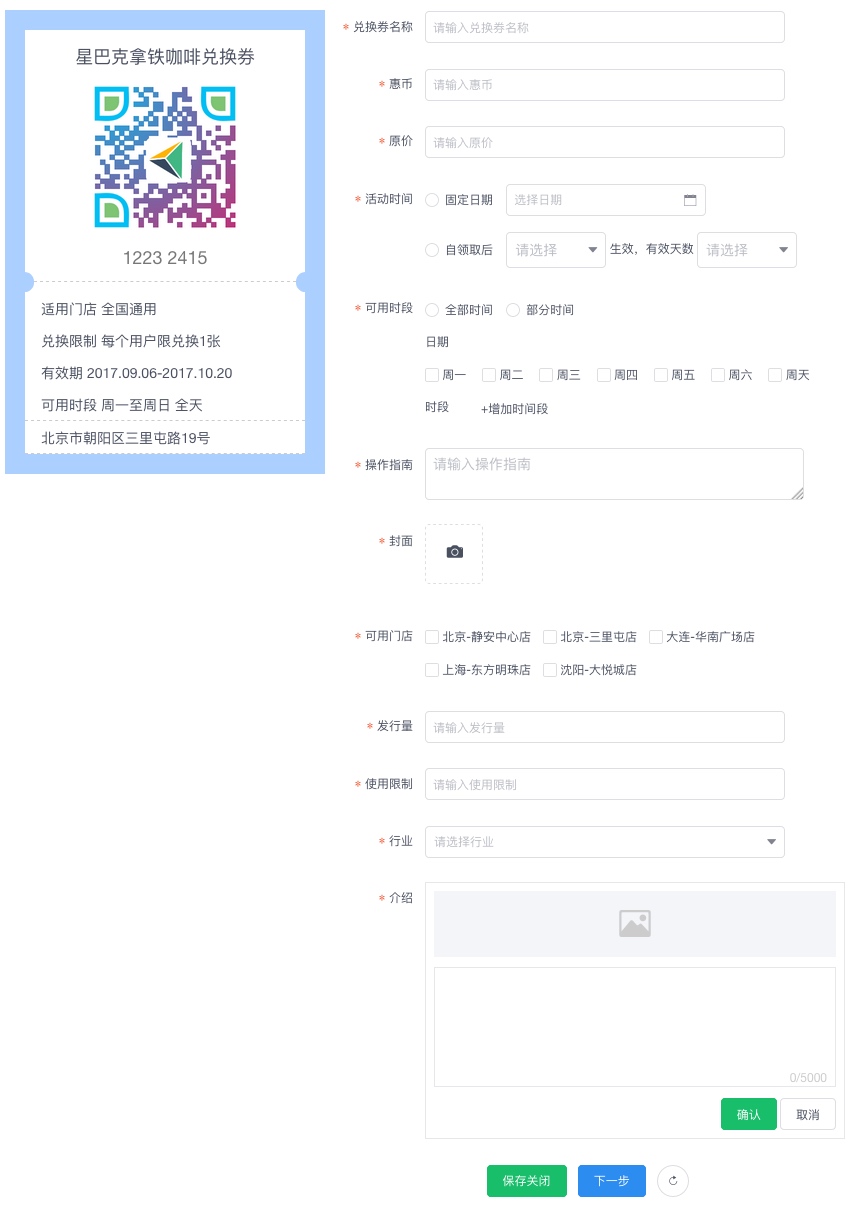 星巴克拿铁咖啡兑换券
1223 2415
适用门店 全国通用
兑换限制 每个用户限兑换1张
有效期 2017.09.06-2017.10.20
可用时段 周一至周日 全天
北京市朝阳区三里屯路19号
* 兑换券名称 请输入兑换券名称
* 惠币 请输入惠币
* 原价 请输入原价
* 活动时间 固定日期 选择日期
自领取后 请选择 生效，有效天数 请选择
* 可用时段 全部时间 部分时间
日期
周一 周二 周三 周四 周五 周六 周天
时段 +增加时间段
* 操作指南 请输入操作指南
* 封面
* 可用门店 北京-静安中心店 北京-三里屯店 大连-华南广场店
上海-东方明珠店 沈阳-大悦城店
* 发行量 请输入发行量
* 使用限制 请输入使用限制
* 行业 请选择行业
* 介绍
0/5000
确认 取消
保存关闭 下一步